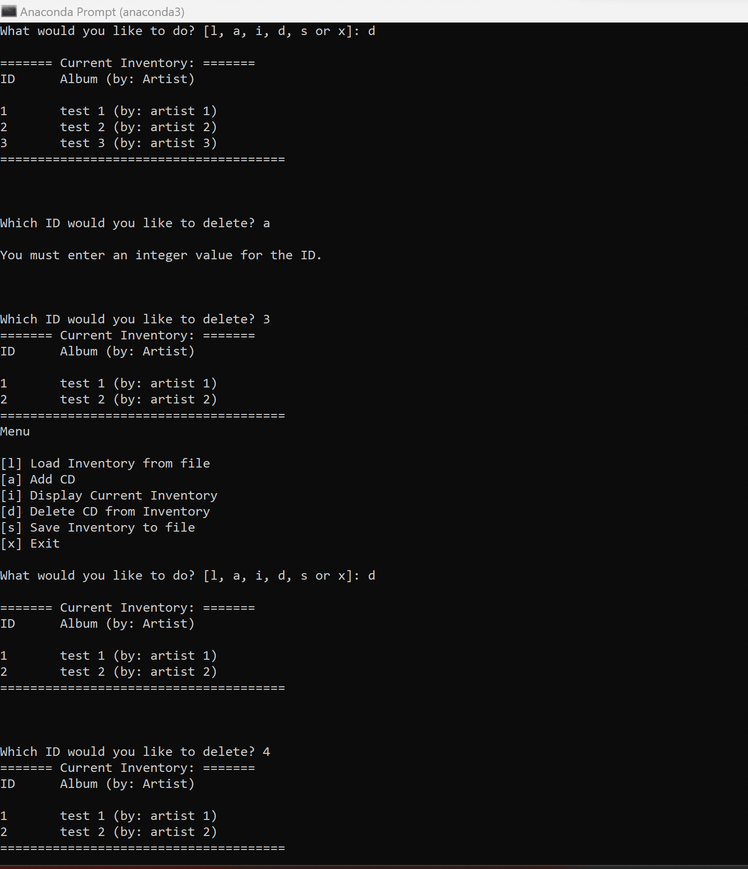 Anaconda Prompt (anaconda3)
What would you like to do? [l, a, i, d, s or x]: d
======= Current Inventory: =======
ID      Album (by: Artist)
1       test 1 (by: artist 1)
2       test 2 (by: artist 2)
3       test 3 (by: artist 3)
======================================
Which ID would you like to delete? a
You must enter an integer value for the ID.
Which ID would you like to delete? 3
======= Current Inventory: =======
ID      Album (by: Artist)
1       test 1 (by: artist 1)
2       test 2 (by: artist 2)
======================================
Menu
[l] Load Inventory from file
[a] Add CD
[i] Display Current Inventory
[d] Delete CD from Inventory
[s] Save Inventory to file
[x] Exit
What would you like to do? [l, a, i, d, s or x]: d
======= Current Inventory: =======
ID      Album (by: Artist)
1       test 1 (by: artist 1)
2       test 2 (by: artist 2)
======================================
Which ID would you like to delete? 4
======= Current Inventory: =======
ID      Album (by: Artist)
1       test 1 (by: artist 1)
2       test 2 (by: artist 2)
======================================